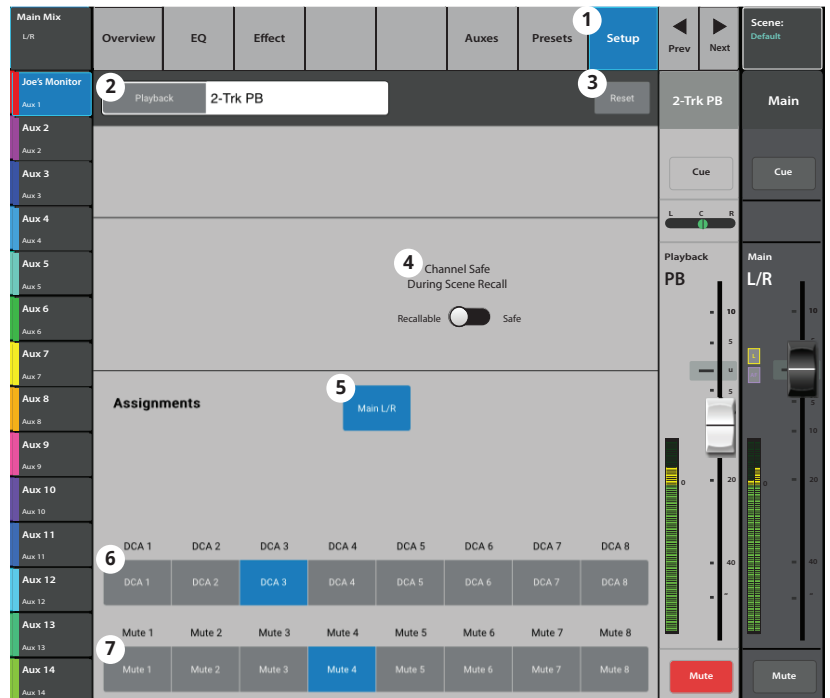 Main Mix
L/R
Overview
EQ
Effect
Auxes
Presets
1
Setup
Prev
Next
Scene:
Default
Joe's Monitor
Aux 1
Aux 2
Aux 2
Aux 3
Aux 3
Aux 4
Aux 4
Aux 5
Aux 5
Aux 6
Aux 6
Aux 7
Aux 7
Aux 8
Aux 8
Aux 9
Aux 9
Aux 10
Aux 10
Aux 11
Aux 11
Aux 12
Aux 12
Aux 13
Aux 13
Aux 14
Aux 14
2
Playback
2-Trk PB
3
Reset
4
Channel Safe
During Scene Recall
Recallable
Safe
Assignments
5
Main L/R
DCA 1 DCA 2 DCA 3 DCA 4 DCA 5 DCA 6 DCA 7 DCA 8
6
DCA 1 DCA 2 DCA 3 DCA 4 DCA 5 DCA 6 DCA 7 DCA 8
Mute 1 Mute 2 Mute 3 Mute 4 Mute 5 Mute 6 Mute 7 Mute 8
7
Mute 1 Mute 2 Mute 3 Mute 4 Mute 5 Mute 6 Mute 7 Mute 8
2-Trk PB
Cue
L C R
Playback
PB
10
5
U
5
0
20
40
Mute
Main
Cue
Main
L/R
10
5
10
0
20
40
Mute